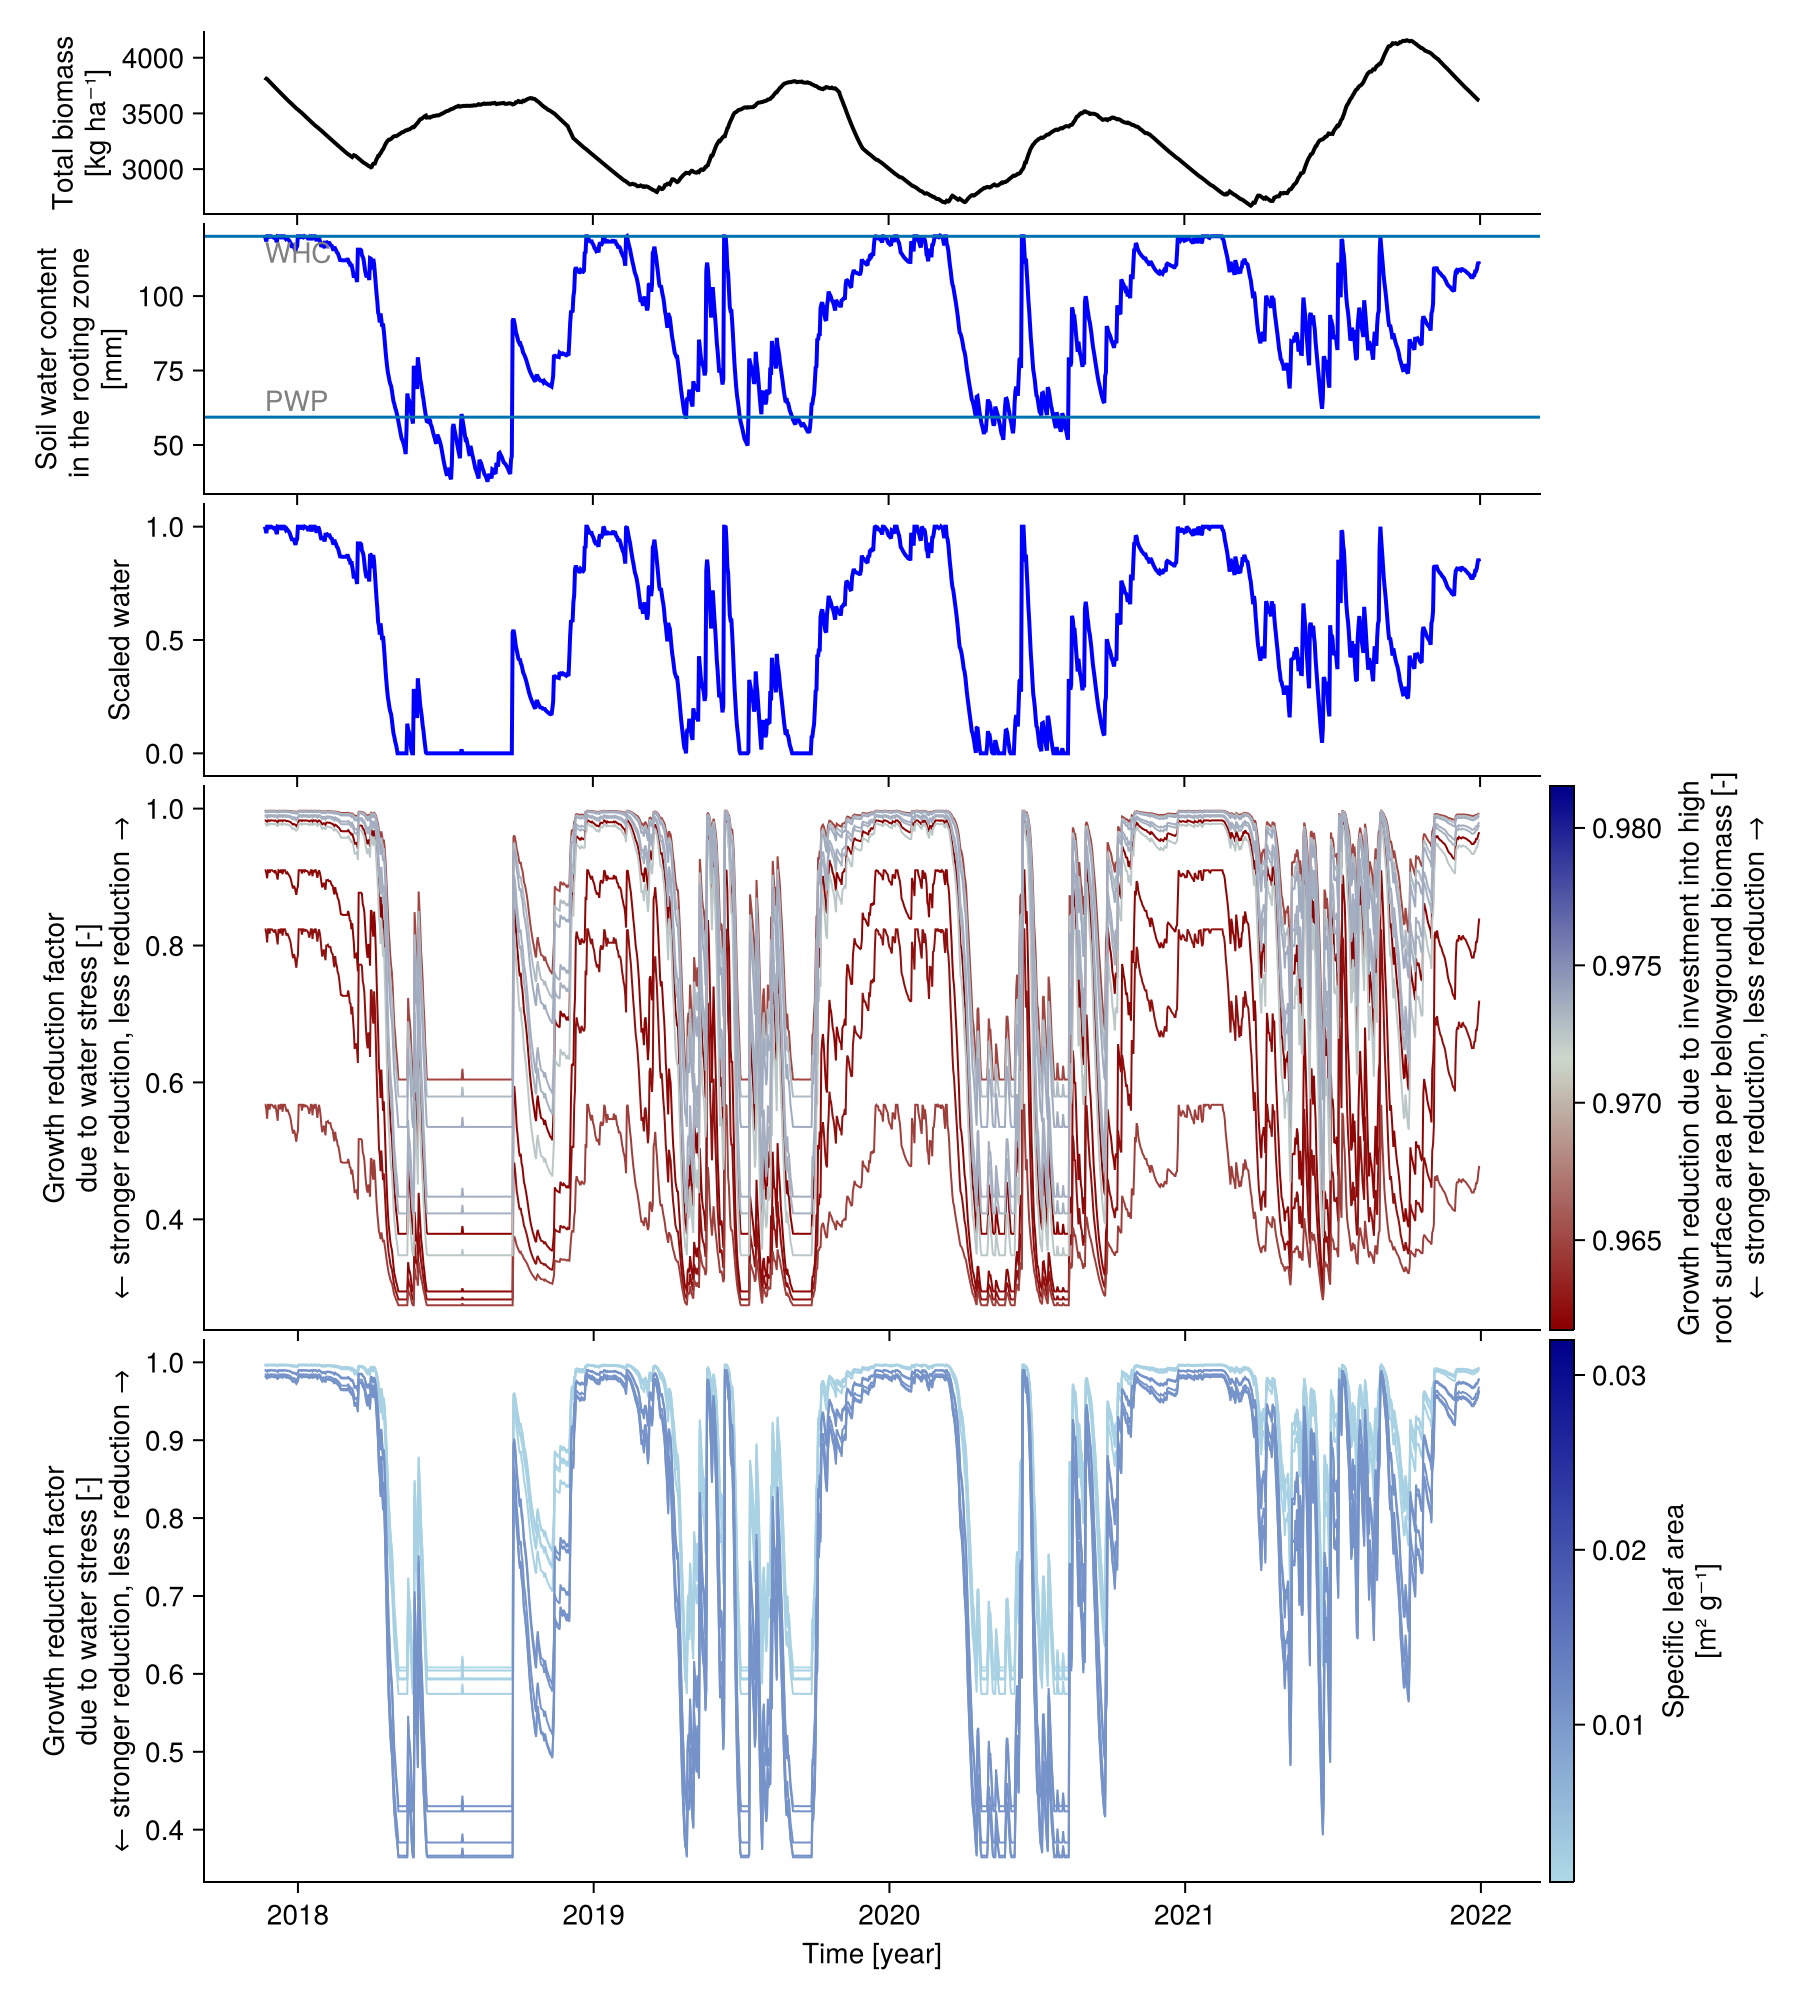 Total biomass
[kg ha⁻¹]
4000
3500
3000
Soil water content
in the rooting zone
[mm]
100
75
50
WHC
PWP
Scaled water
1.0
0.5
0.0
Growth reduction factor
due to water stress [-]
← stronger reduction, less reduction →
1.0
0.8
0.6
0.4
0.980
0.975
0.970
0.965
Growth reduction due to investment into high
root surface area per belowground biomass [-]
← stronger reduction, less reduction →
Growth reduction factor
due to water stress [-]
← stronger reduction, less reduction →
1.0
0.9
0.8
0.7
0.6
0.5
0.4
0.03
0.02
0.01
Specific leaf area
[m² g⁻¹]
2018
2019
2020
2021
2022
Time [year]